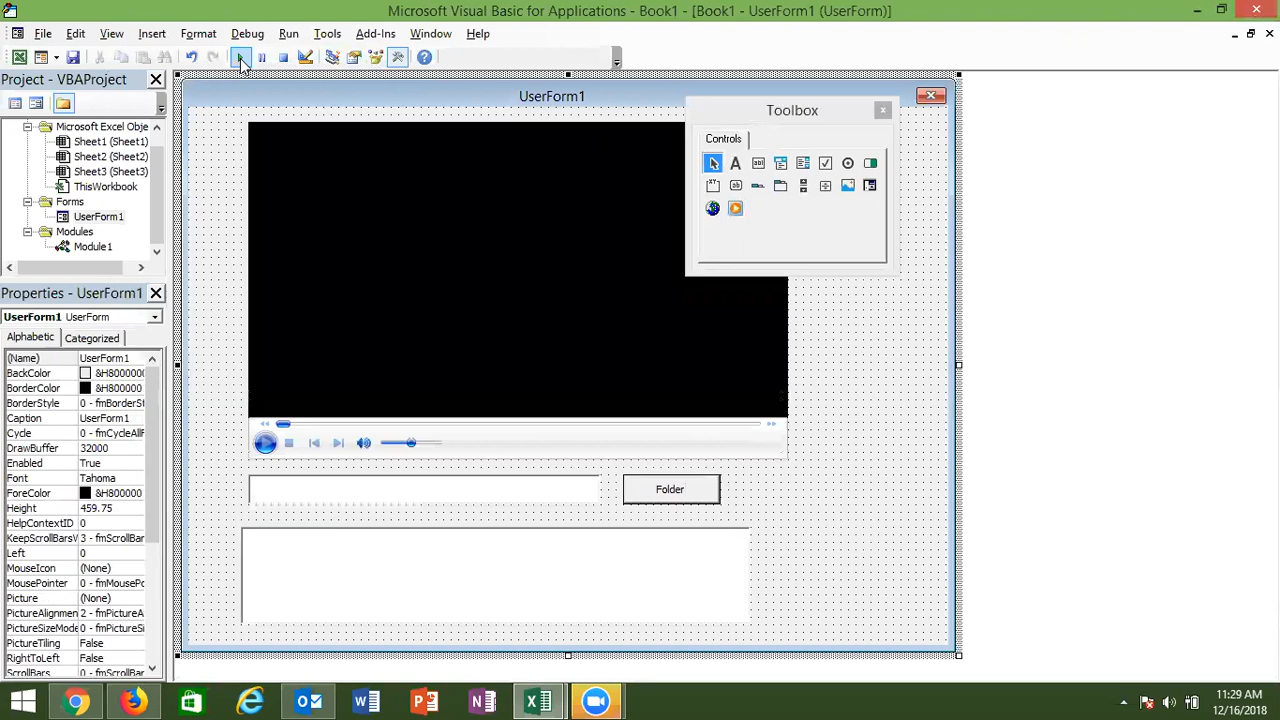 Microsoft Visual Basic for Applications - Book1 - [Book1 - UserForm1 (UserForm)]
File Edit View Insert Format Debug Run Tools Add-Ins Window Help
Project - VBAProject
Microsoft Excel Obje
Sheet1 (Sheet1)
Sheet2 (Sheet2)
Sheet3 (Sheet3)
ThisWorkbook
Forms
UserForm1
Modules
Module1
Properties - UserForm1
UserForm1 UserForm
Alphabetic Categorized
(Name) UserForm1
BackColor &H8000000
BorderColor &H800000
BorderStyle 0 - fmBorderSt
Caption UserForm1
Cycle 0 - fmCycleAllF
DrawBuffer 32000
Enabled True
Font Tahoma
ForeColor &H800000
Height 459.75
HelpContextID 0
KeepScrollBarsV 3 - fmScrollBar
Left 0
MouseIcon (None)
MousePointer 0 - fmMousePo
Picture (None)
PictureAlignmen 2 - fmPictureA
PictureSizeMode 0 - fmPictureSi
PictureTiling False
RightToLeft False
ScrollBars 0 - fmScrollBar
UserForm1
Toolbox
Controls
Folder
11:29 AM
12/16/2018